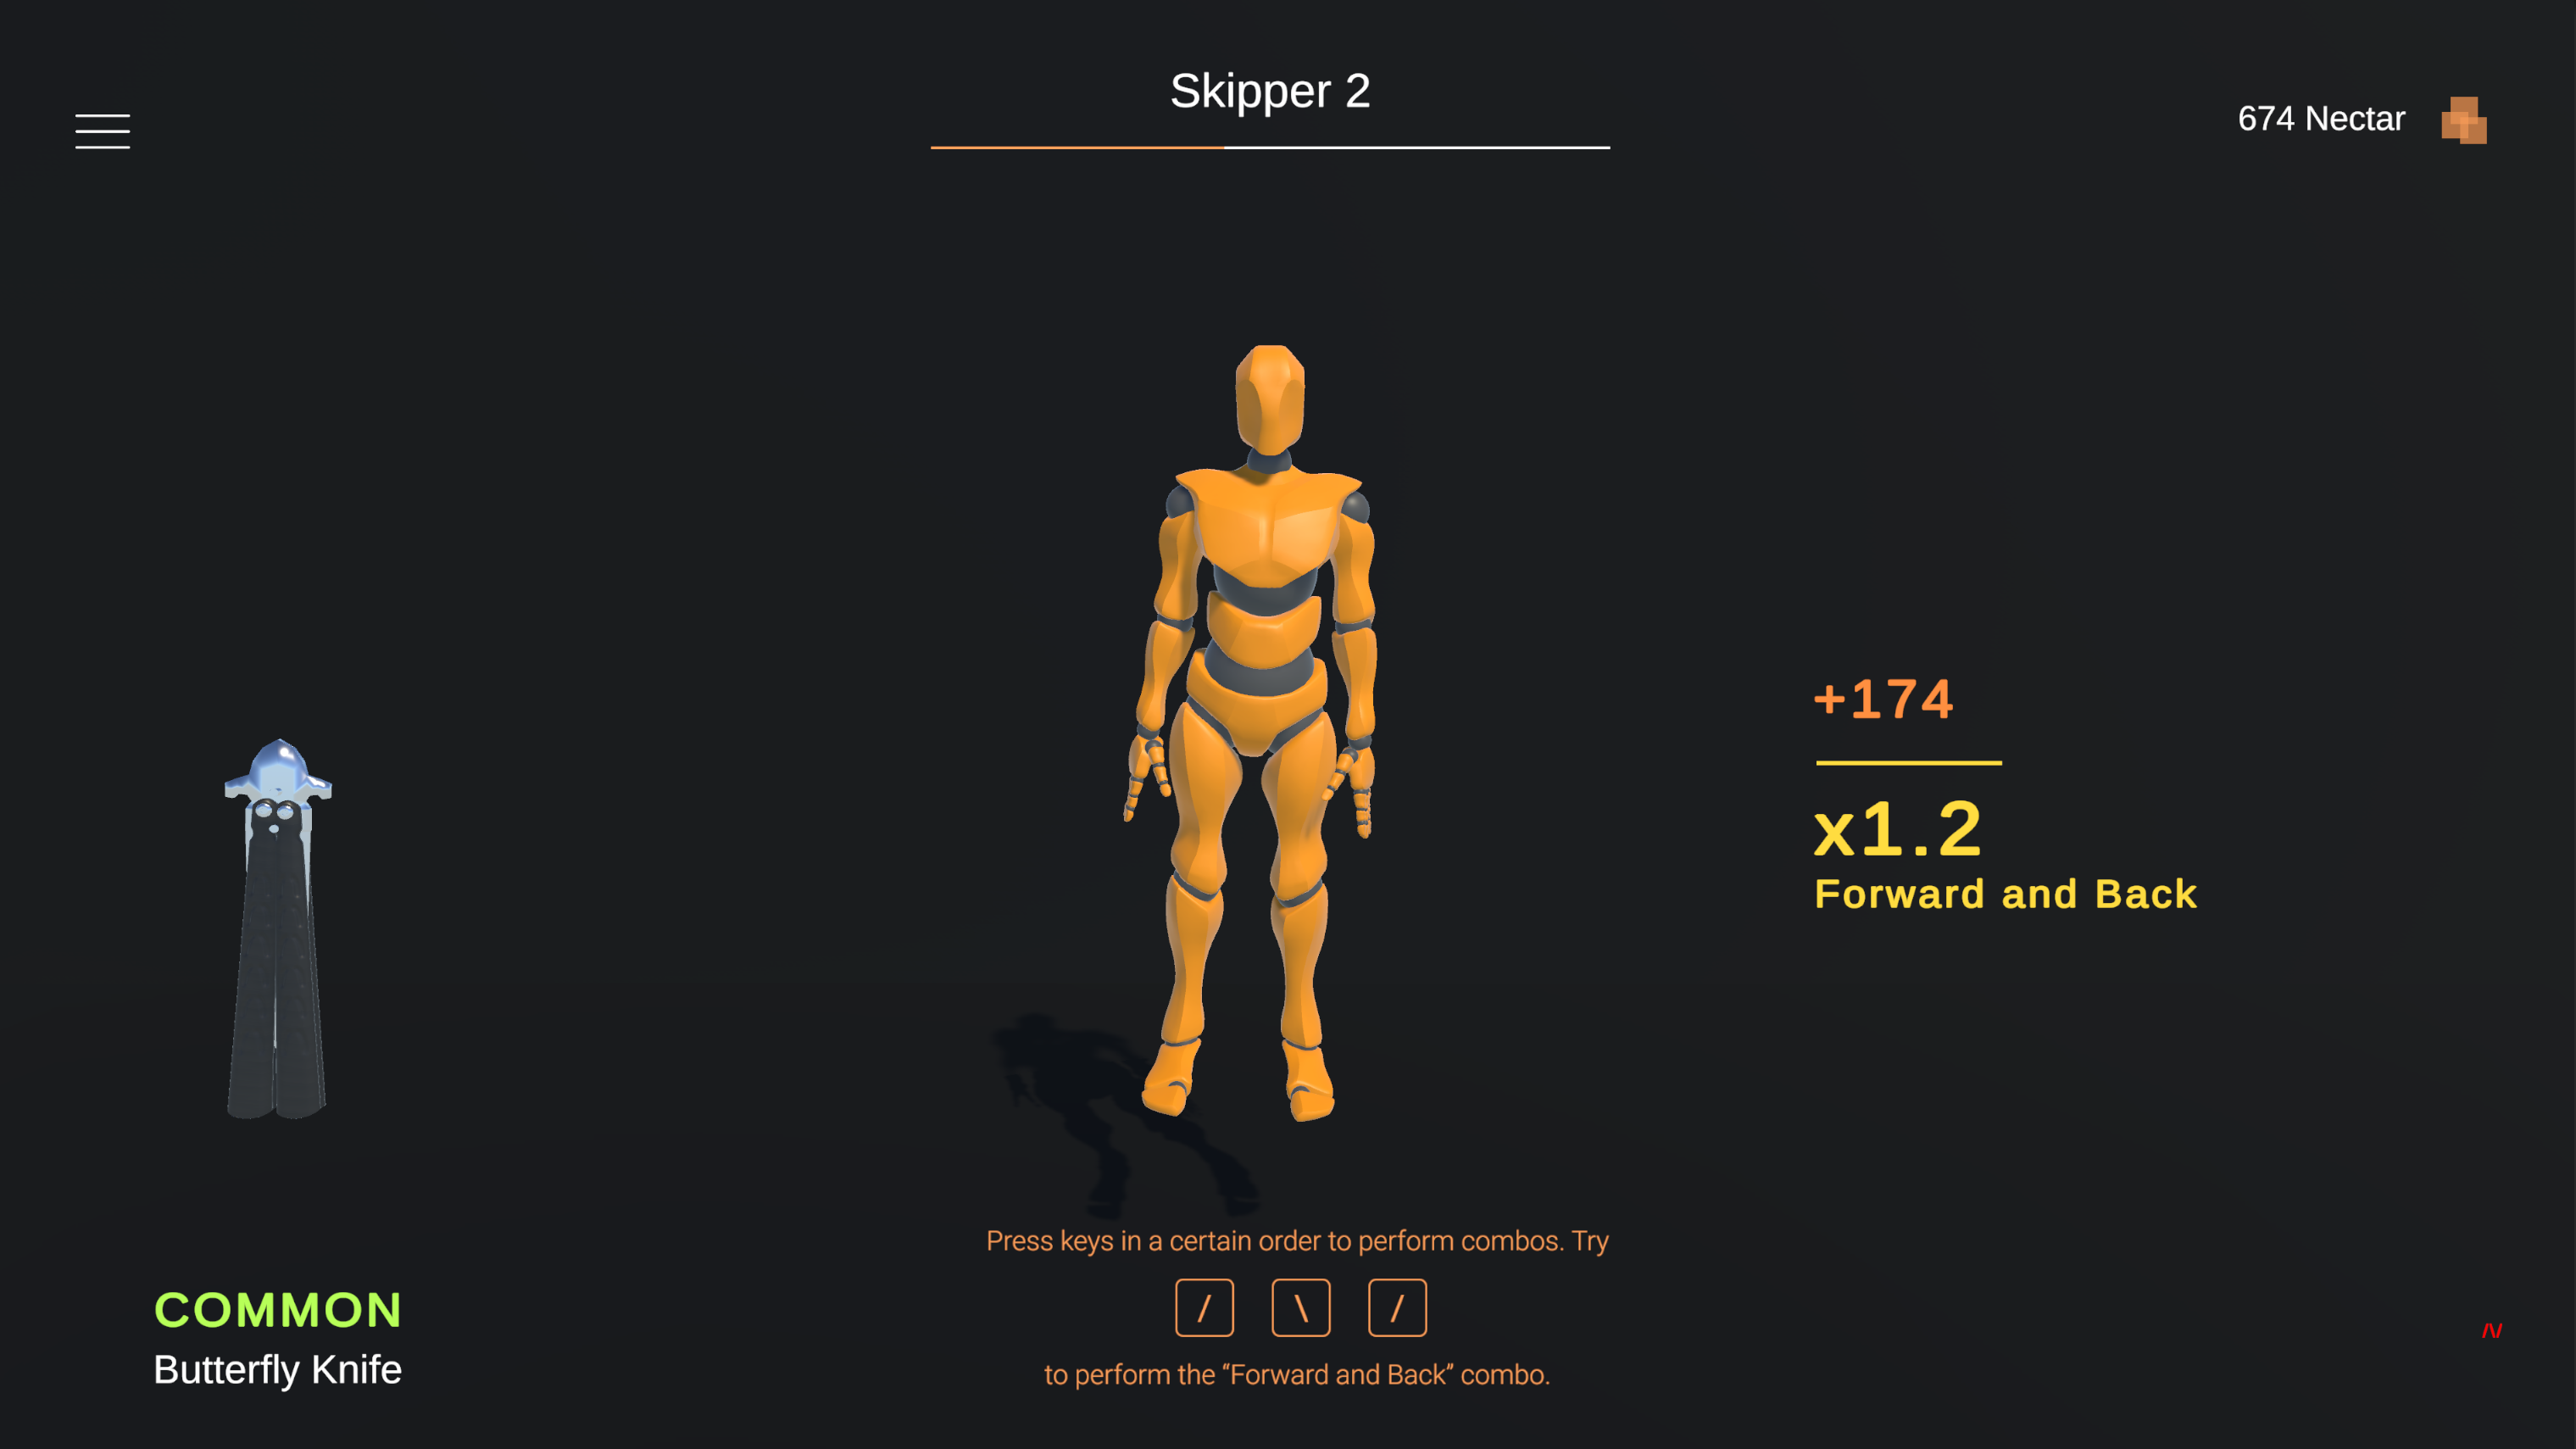 Skipper 2
674 Nectar
+174
x1.2
Forward and Back
Press keys in a certain order to perform combos. Try
/ \ /
to perform the “Forward and Back” combo.
COMMON
Butterfly Knife
/\/